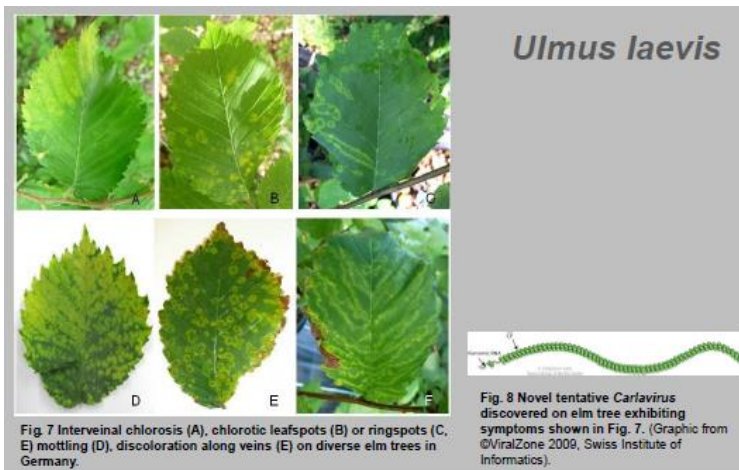 Ulmus laevis
A
B
C
D
E
F
Fig. 7 Interveinal chlorosis (A), chlorotic leafspots (B) or ringspots (C,
E) mottling (D), discoloration along veins (E) on diverse elm trees in
Germany.
CP
Fig. 8 Novel tentative Carlavirus
discovered on elm tree exhibiting
symptoms shown in Fig. 7. (Graphic from
©ViralZone 2009, Swiss Institute of
Informatics).